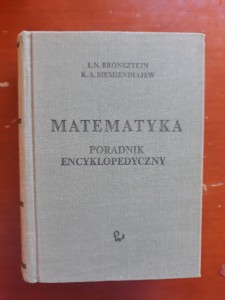 I.N. BRONSZTEIN
K.A. SIEMIENDIAJEW
MATEMATYKA
PORADNIK
ENCYKLOPEDYCZNY